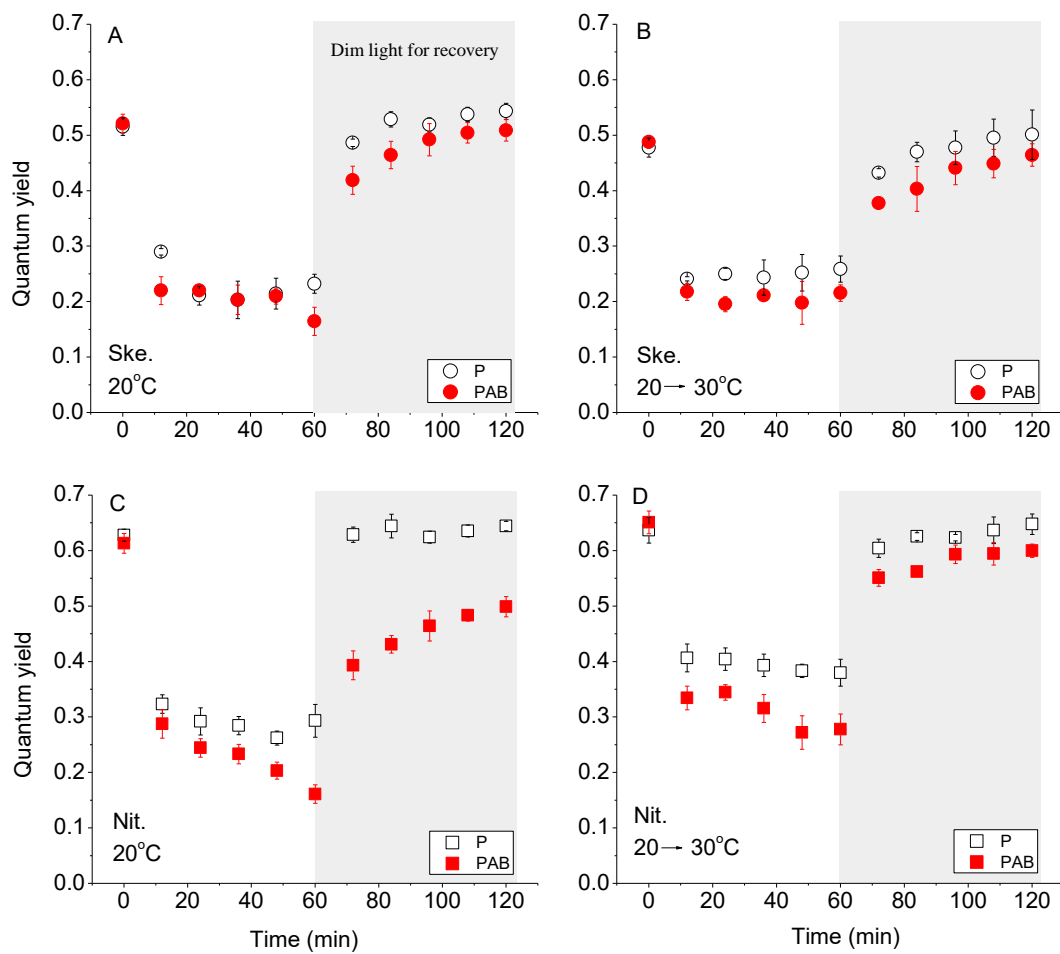 A
Dim light for recovery
0.7
0.6
0.5
0.4
0.3
0.2
0.1
0.0
Quantum yield
Ske.
20°C
P
PAB
0 20 40 60 80 100 120
B
0.7
0.6
0.5
0.4
0.3
0.2
0.1
0.0
Ske.
20→30°C
P
PAB
0 20 40 60 80 100 120
C
0.7
0.6
0.5
0.4
0.3
0.2
0.1
0.0
Quantum yield
Nit.
20°C
P
PAB
0 20 40 60 80 100 120
Time (min)
D
0.7
0.6
0.5
0.4
0.3
0.2
0.1
0.0
Nit.
20→30°C
P
PAB
0 20 40 60 80 100 120
Time (min)